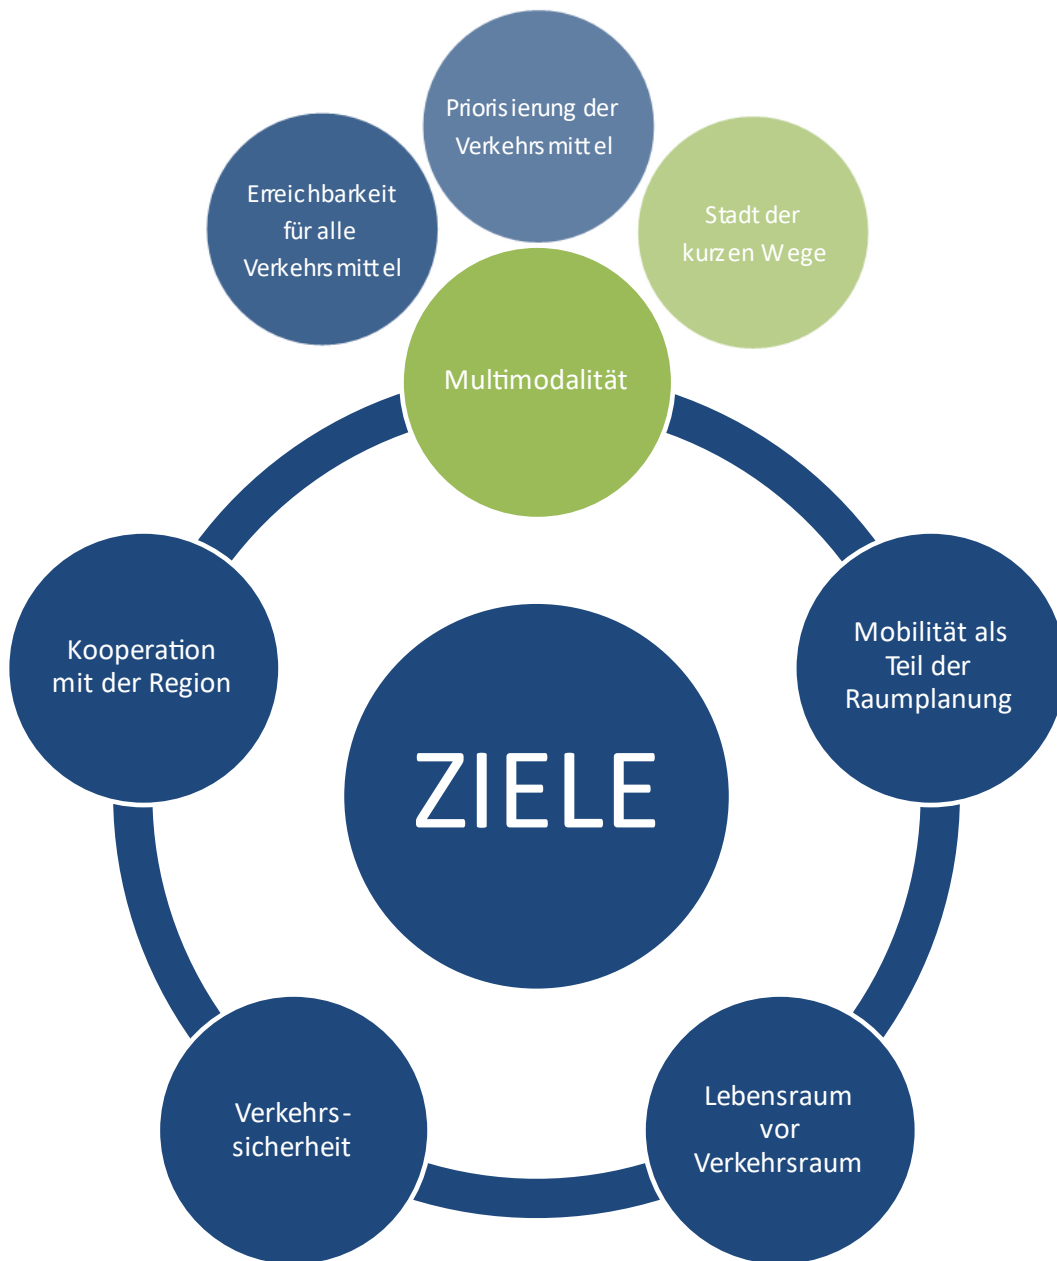 Priorisierung der
Verkehrsmittel
Erreichbarkeit
für alle
Verkehrsmittel
Stadt der
kurzen Wege
Multimodalität
Kooperation
mit der Region
Mobilität als
Teil der
Raumplanung
ZIELE
Verkehrs-
sicherheit
Lebensraum
vor
Verkehrsraum